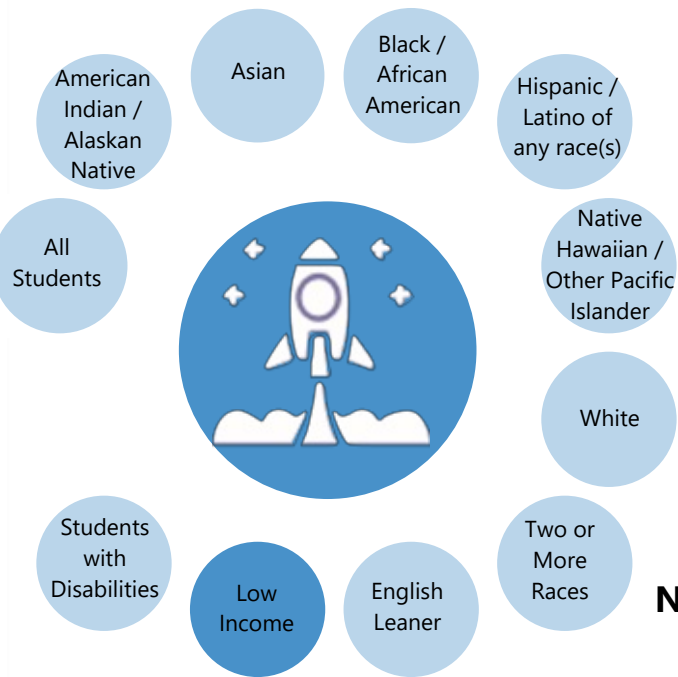 American
Indian /
Alaskan
Native
Asian
Black /
African
American
Hispanic /
Latino of
any race(s)
All
Students
Native
Hawaiian /
Other Pacific
Islander
White
Students
with
Disabilities
Low
Income
English
Leaner
Two or
More
Races
N